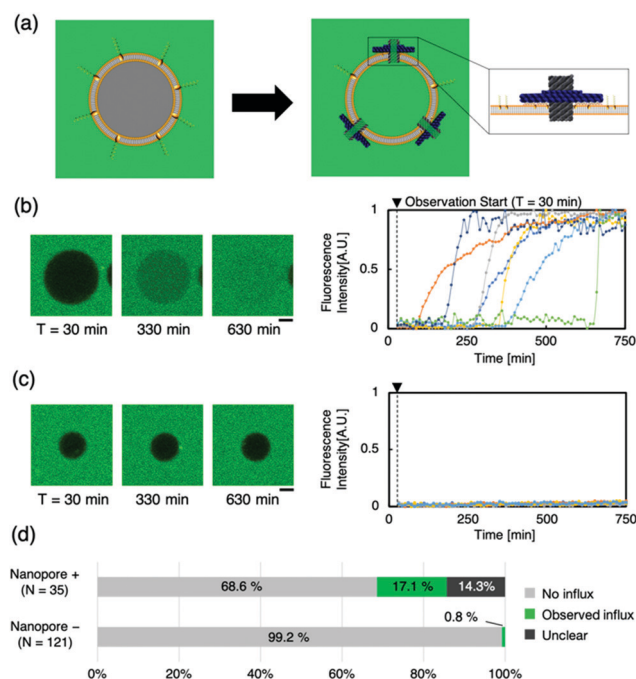 (a)
(b)
T = 30 min
330 min
630 min
▼ Observation Start (T = 30 min)
Fluorescence
Intensity[A.U.]
1
0.5
0
0
250
500
750
Time [min]
(c)
T = 30 min
330 min
630 min
Fluorescence
Intensity[A.U.]
1
0.5
0
0
250
500
750
Time [min]
(d)
Nanopore +
(N = 35)
68.6 %
17.1 %
14.3%
Nanopore −
(N = 121)
99.2 %
0.8 %
0%
20%
40%
60%
80%
100%
No influx
Observed influx
Unclear